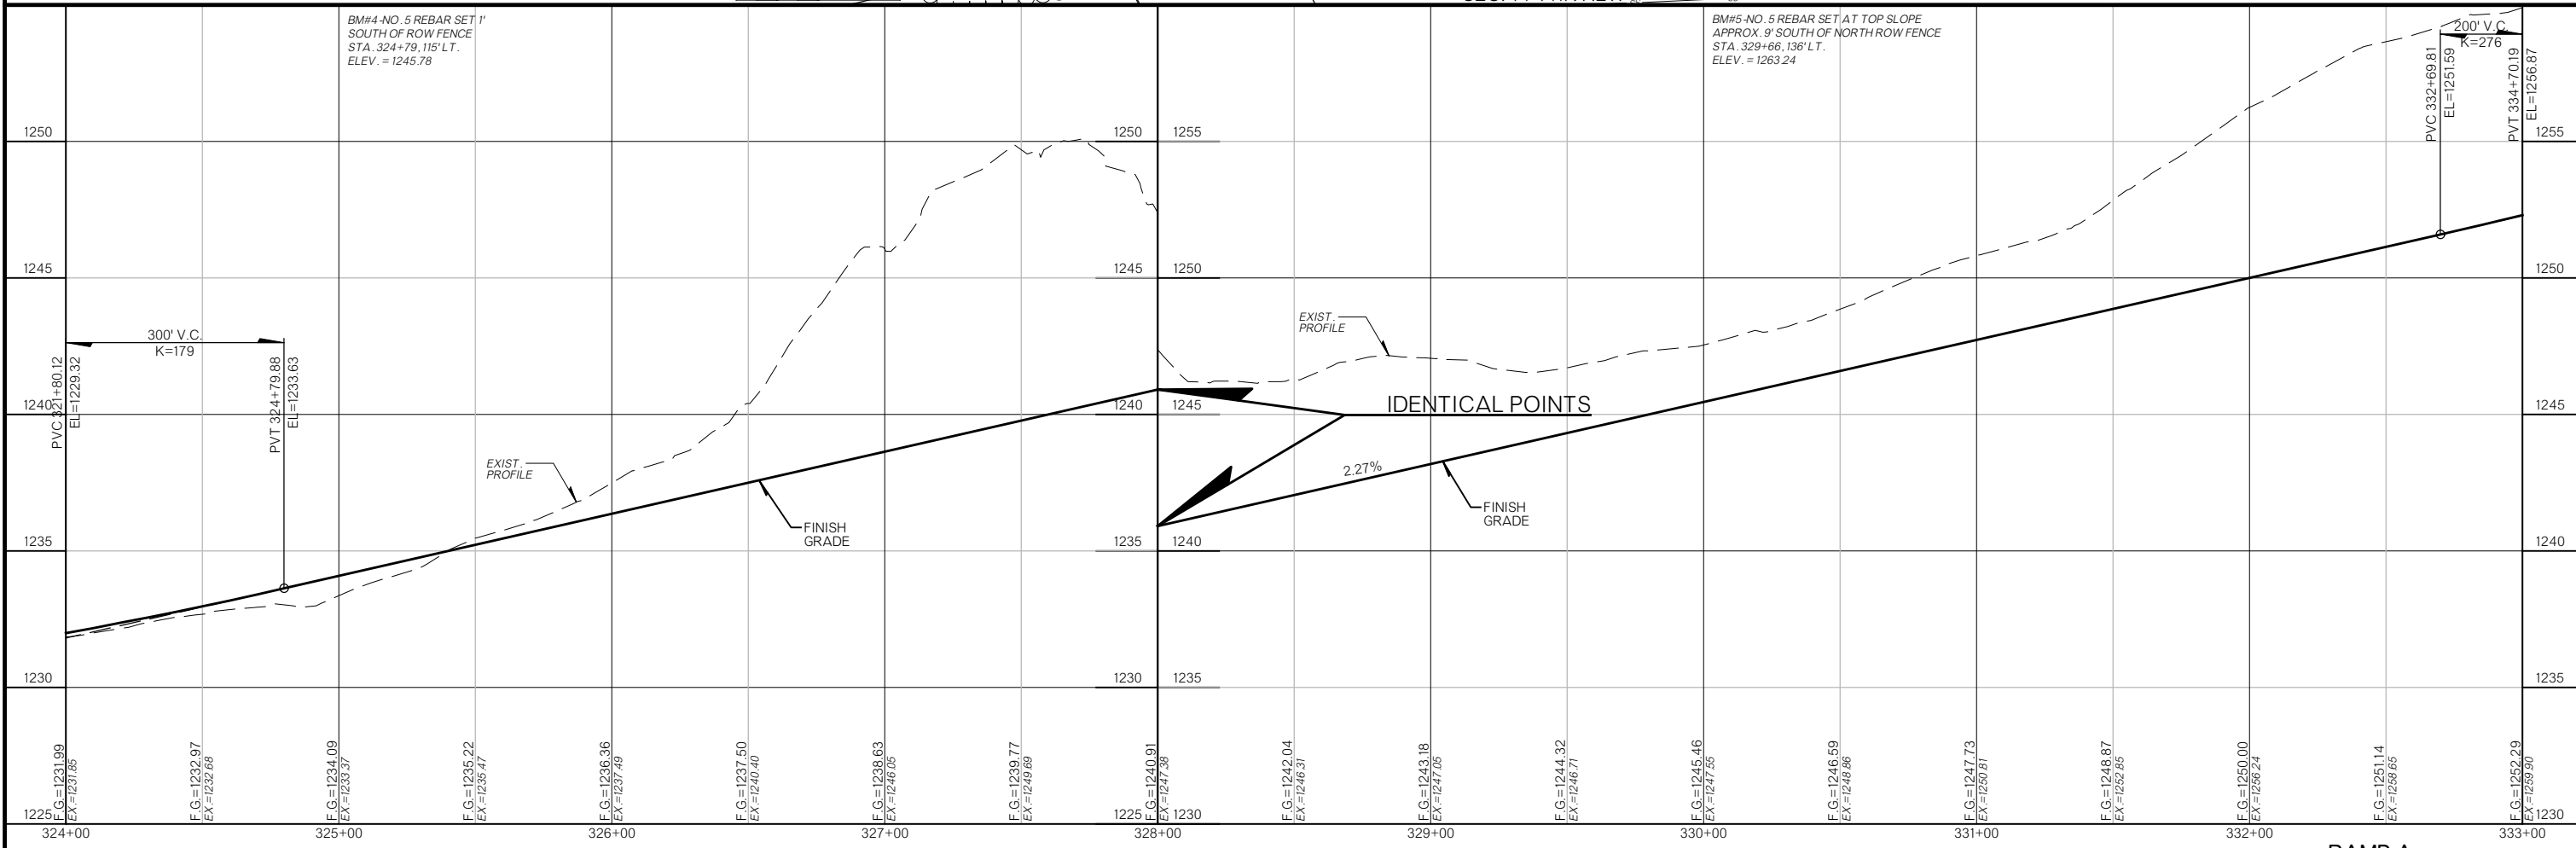 BM#4-NO. 5 REBAR SET 1'
SOUTH OF ROW FENCE
STA. 324+79, 115' LT.
ELEV. = 1245.78
BM#5-NO. 5 REBAR SET AT TOP SLOPE
APPROX. 9' SOUTH OF NORTH ROW FENCE
STA. 329+66, 136' LT.
ELEV. = 1263.24
200' V.C.
K=276
PVC 332+69.81
EL=1251.59
PVT 334+70.19
EL=1256.87
1250
1250
1255
1255
1245
1245
1250
1250
300' V.C.
K=179
PVC 321+80.12
EL=1229.32
PVT 324+79.88
EL=1233.63
EXIST.
PROFILE
1240
1240
1245
1245
IDENTICAL POINTS
EXIST.
PROFILE
2.27%
FINISH
GRADE
FINISH
GRADE
1235
1235
1240
1240
1230
1230
1235
1235
F.G.=1231.99
EX.=1231.85
F.G.=1232.97
EX.=1232.68
F.G.=1234.09
EX.=1233.37
F.G.=1235.22
EX.=1235.47
F.G.=1236.36
EX.=1237.49
F.G.=1237.50
EX.=1240.40
F.G.=1238.63
EX.=1246.05
F.G.=1239.77
EX.=1249.69
F.G.=1240.91
EX.=1247.38
F.G.=1242.04
EX.=1246.31
F.G.=1243.18
EX.=1247.05
F.G.=1244.32
EX.=1246.71
F.G.=1245.46
EX.=1247.55
F.G.=1246.59
EX.=1248.86
F.G.=1247.73
EX.=1250.81
F.G.=1248.87
EX.=1252.85
F.G.=1250.00
EX.=1256.24
F.G.=1251.14
EX.=1258.65
F.G.=1252.29
EX.=1259.90
1225
1225
1230
1230
324+00
325+00
326+00
327+00
328+00
329+00
330+00
331+00
332+00
333+00